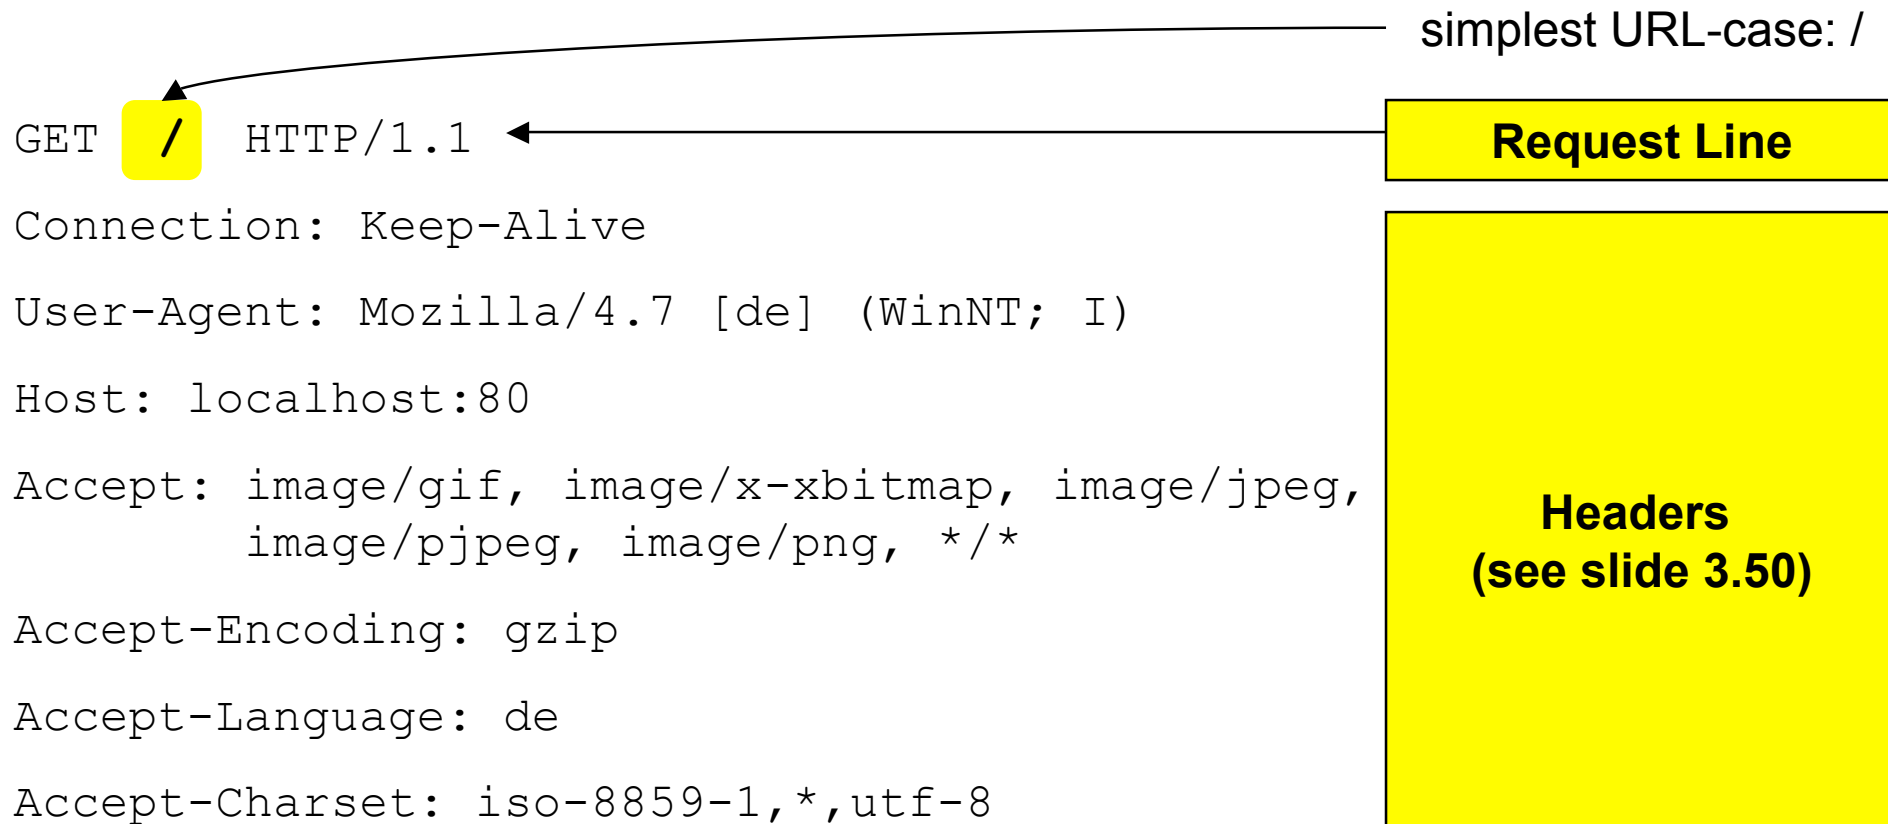 simplest URL-case: /
GET / HTTP/1.1
Request Line
Connection: Keep-Alive
User-Agent: Mozilla/4.7 [de] (WinNT; I)
Host: localhost:80
Accept: image/gif, image/x-xbitmap, image/jpeg,
image/pjpeg, image/png, */*
Accept-Encoding: gzip
Accept-Language: de
Accept-Charset: iso-8859-1,*,utf-8
Headers
(see slide 3.50)